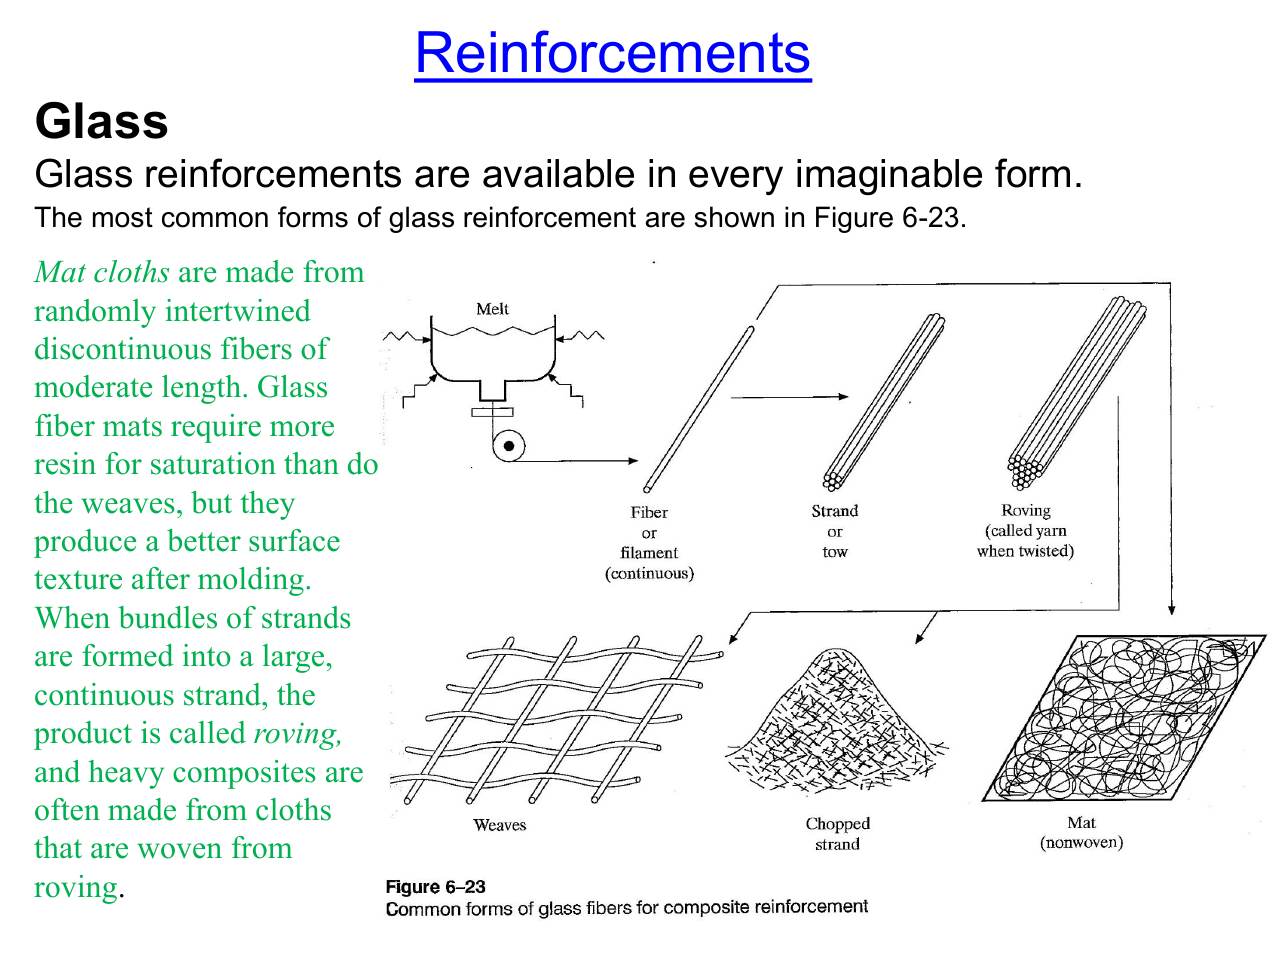 Reinforcements
Glass
Glass reinforcements are available in every imaginable form.
The most common forms of glass reinforcement are shown in Figure 6-23.
Mat cloths are made from
randomly intertwined
discontinuous fibers of
moderate length. Glass
fiber mats require more
resin for saturation than do
the weaves, but they
produce a better surface
texture after molding.
When bundles of strands
are formed into a large,
continuous strand, the
product is called roving,
and heavy composites are
often made from cloths
that are woven from
roving.
Melt
Fiber
or
filament
(continuous)
Strand
or
tow
Roving
(called yarn
when twisted)
Weaves
Chopped
strand
Mat
(nonwoven)
Figure 6–23
Common forms of glass fibers for composite reinforcement